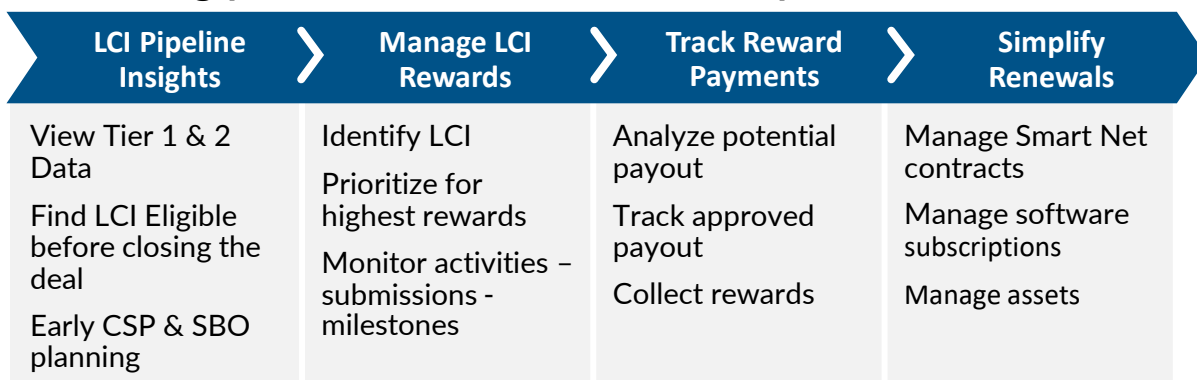 LCI Pipeline
Insights
Manage LCI
Rewards
Track Reward
Payments
Simplify
Renewals
View Tier 1 & 2
Data
Find LCI Eligible
before closing the
deal
Early CSP & SBO
planning
Identify LCI
Prioritize for
highest rewards
Monitor activities –
submissions -
milestones
Analyze potential
payout
Track approved
payout
Collect rewards
Manage Smart Net
contracts
Manage software
subscriptions
Manage assets